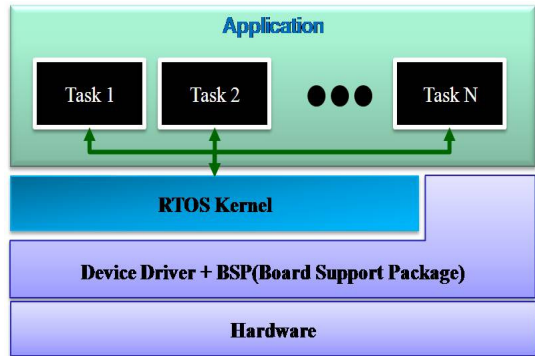 Application
Task 1
Task 2
Task N
RTOS Kernel
Device Driver + BSP(Board Support Package)
Hardware